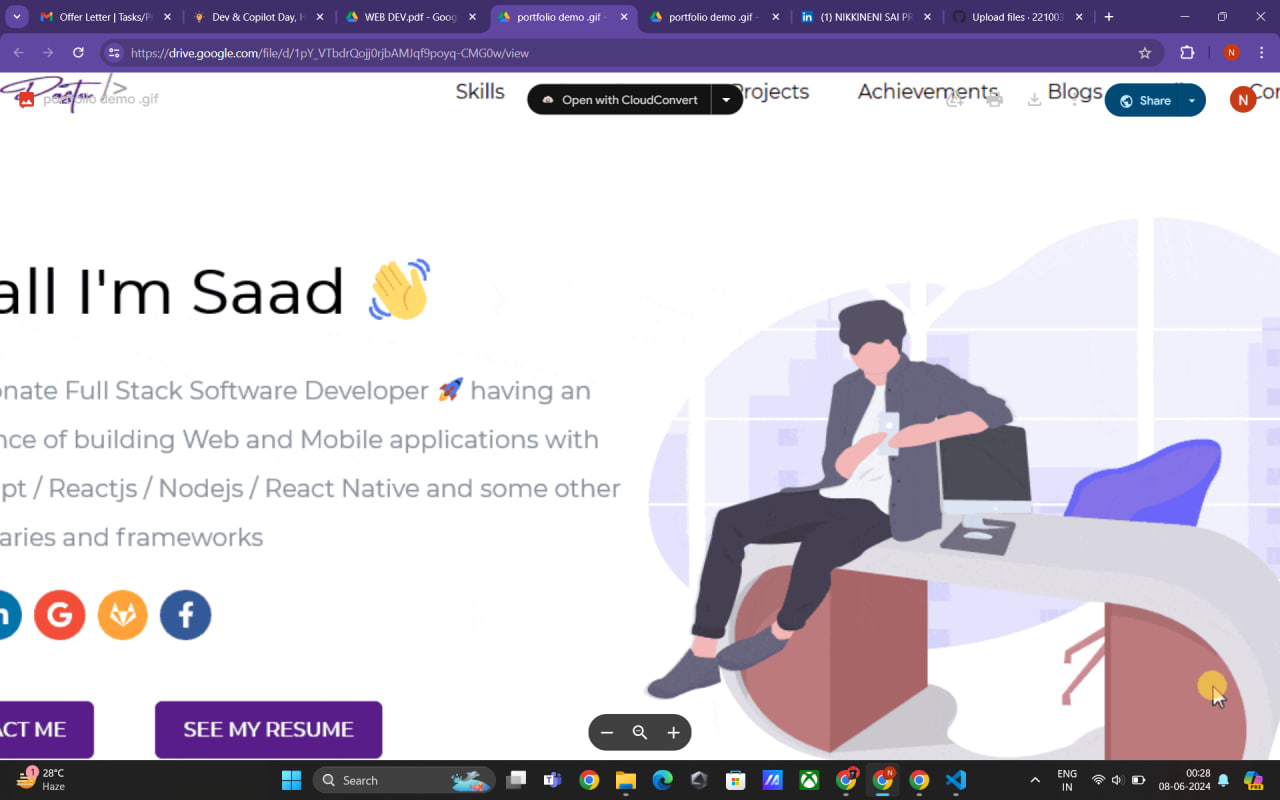 Offer Letter | Tasks/Pr
Dev & Copilot Day, H
WEB DEV.pdf - Goog
portfolio demo .gif -
portfolio demo .gif -
(1) NIKKINENI SAI PR
Upload files · 221003
https://drive.google.com/file/d/1pY_VTbdrQojj0rjbAMJqf9poyq-CMG0w/view
N
/>
portfolio demo .gif
Skills
Open with CloudConvert
Projects
Achievements
Blogs
Share
N
Con
all I'm Saad 👋
onate Full Stack Software Developer 🚀 having an
nce of building Web and Mobile applications with
pt / Reactjs / Nodejs / React Native and some other
aries and frameworks
n G f
ACT ME
SEE MY RESUME
1
28°C
Haze
Search
N
ENG
IN
00:28
08-06-2024
PRE